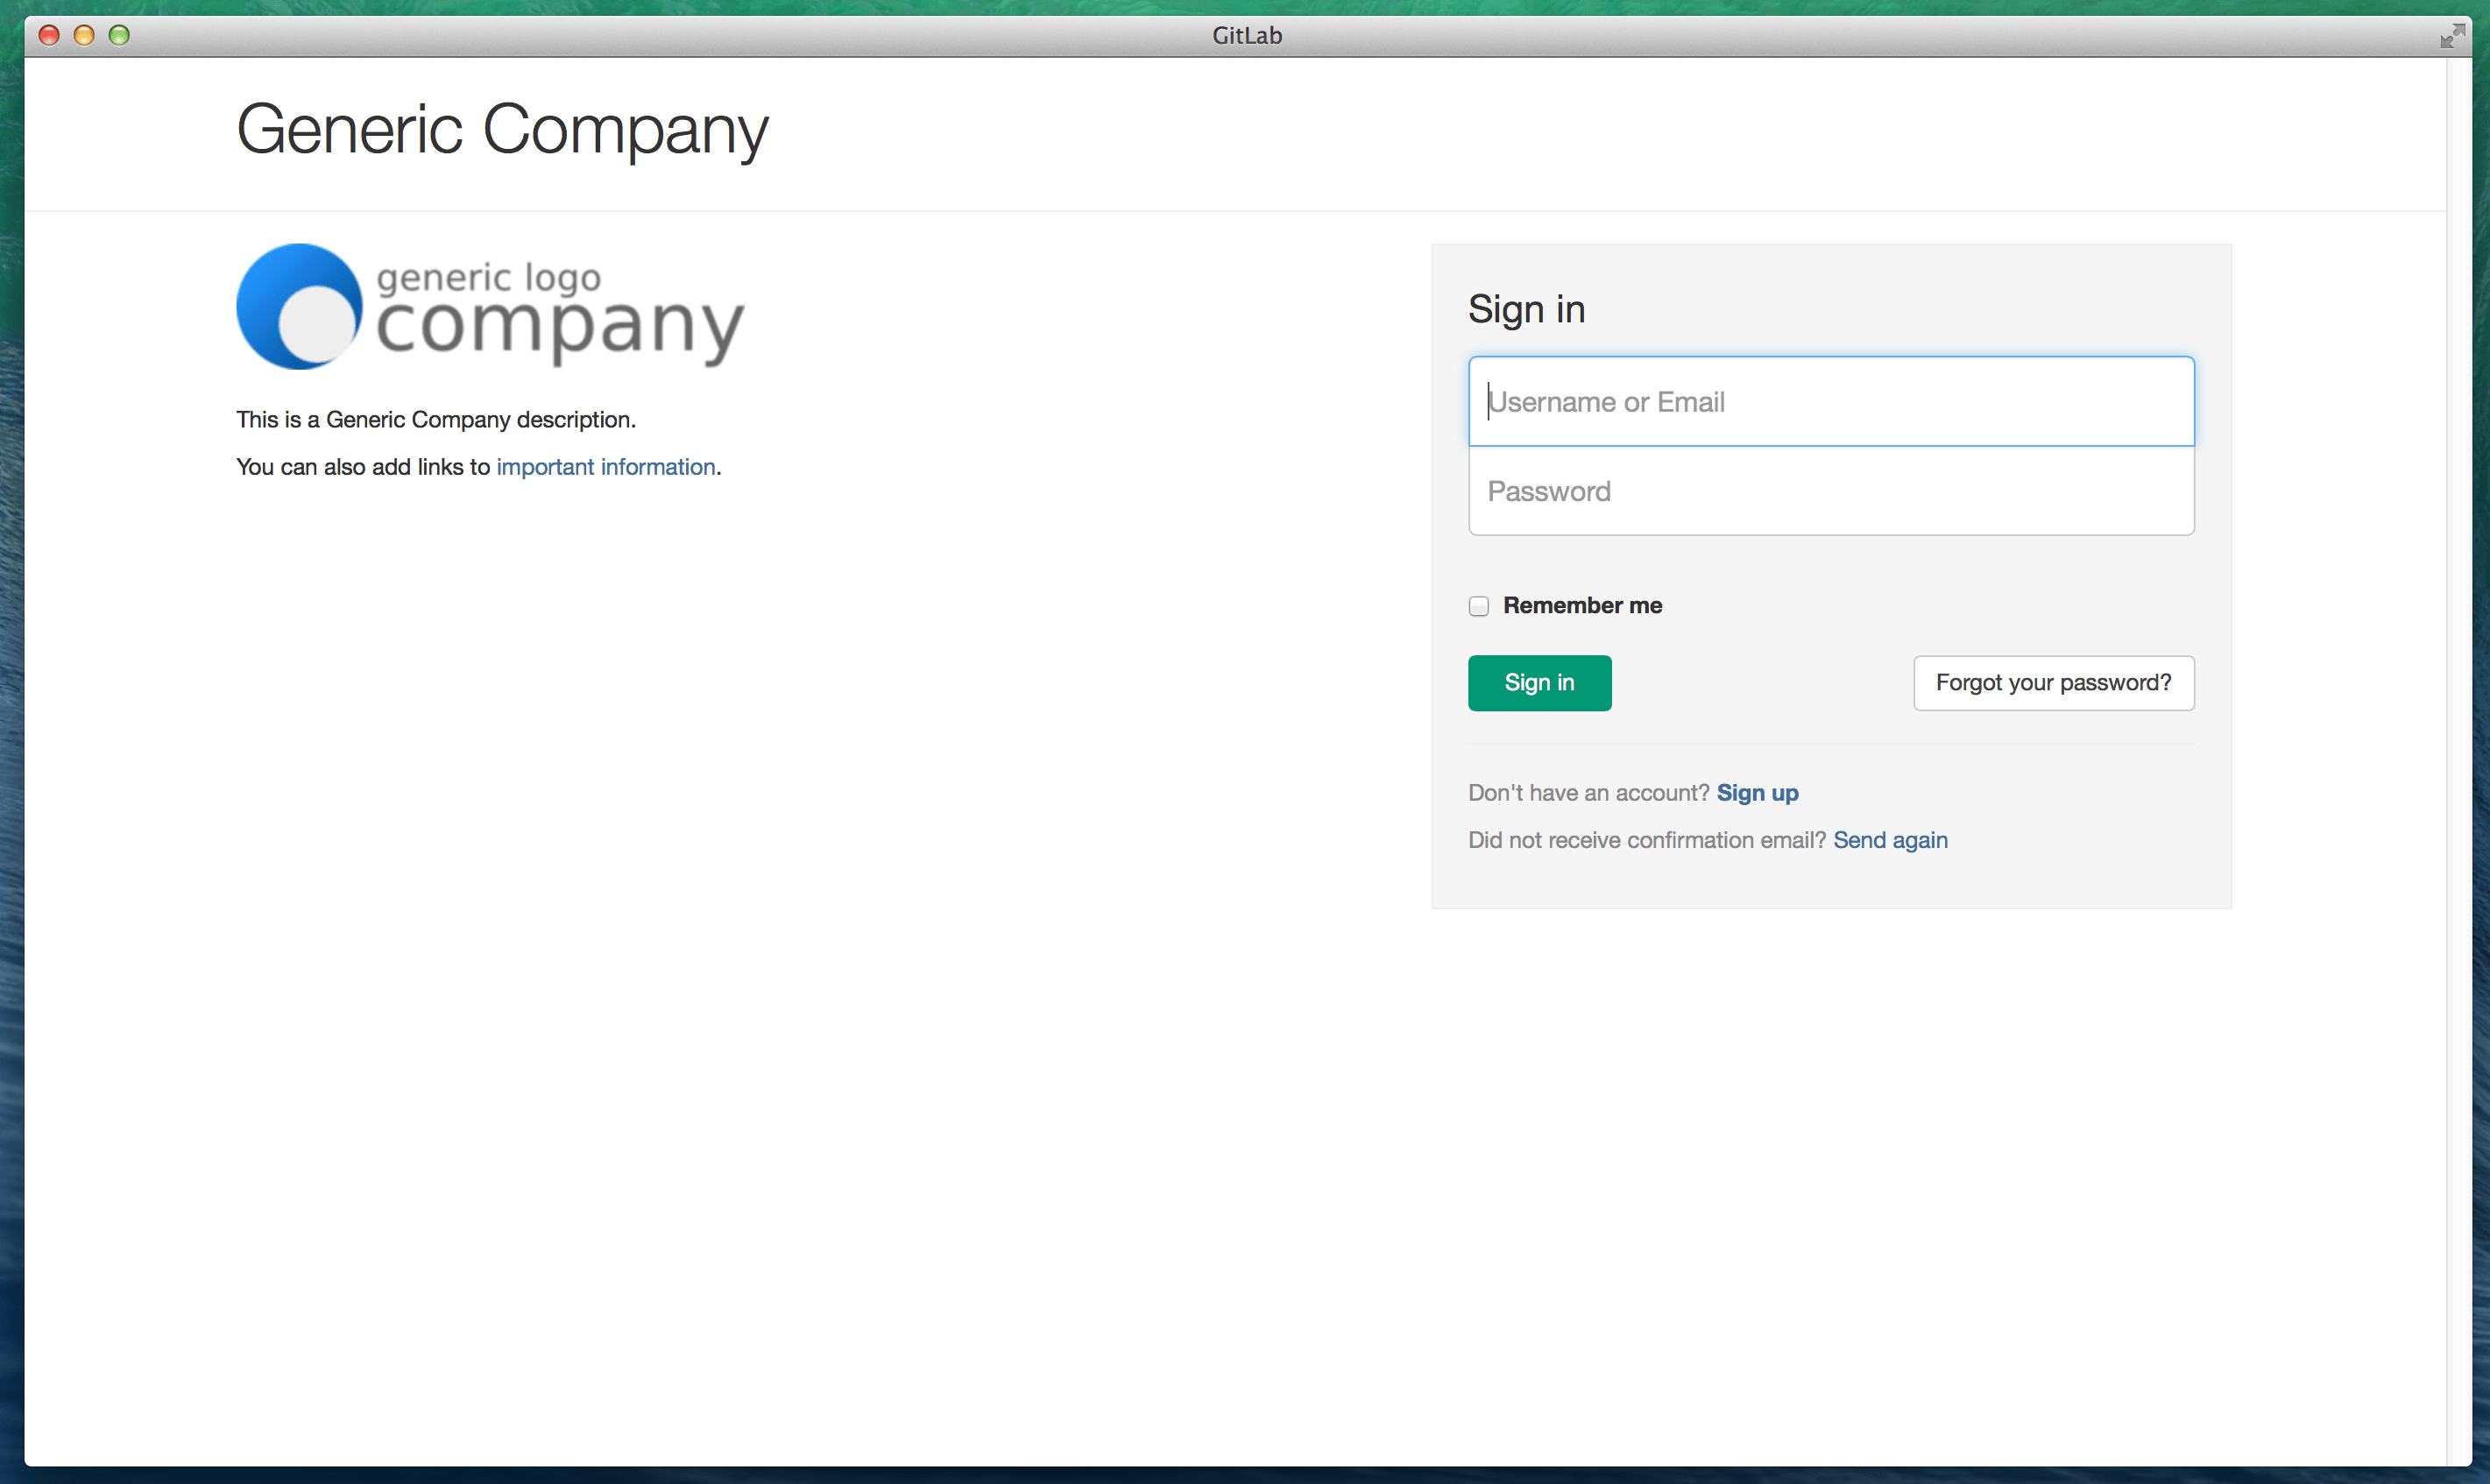 GitLab
Generic Company
generic logo
company
This is a Generic Company description.
You can also add links to important information.
Sign in
Username or Email
Password
Remember me
Sign in
Forgot your password?
Don't have an account? Sign up
Did not receive confirmation email? Send again